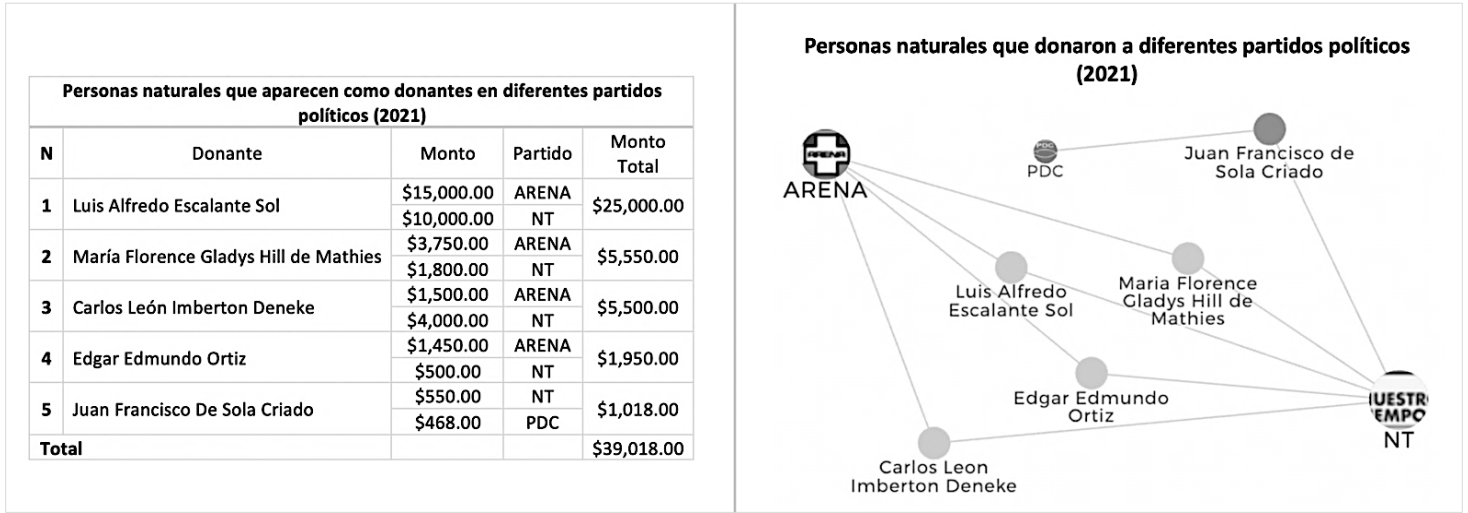 Personas naturales que aparecen como donantes en diferentes partidos
políticos (2021)
N Donante Monto Partido Monto
Total
1 Luis Alfredo Escalante Sol $15,000.00 ARENA $25,000.00
$10,000.00 NT
2 María Florence Gladys Hill de Mathies $3,750.00 ARENA $5,550.00
$1,800.00 NT
3 Carlos León Imberton Deneke $1,500.00 ARENA $5,500.00
$4,000.00 NT
4 Edgar Edmundo Ortiz $1,450.00 ARENA $1,950.00
$500.00 NT
5 Juan Francisco De Sola Criado $550.00 NT $1,018.00
$468.00 PDC
Total $39,018.00
Personas naturales que donaron a diferentes partidos políticos
(2021)
ARENA
ARENA
PDC
PDC
Juan Francisco de
Sola Criado
Luis Alfredo
Escalante Sol
Maria Florence
Gladys Hill de
Mathies
Edgar Edmundo
Ortiz
Carlos Leon
Imberton Deneke
UESTR
EMPO
NT